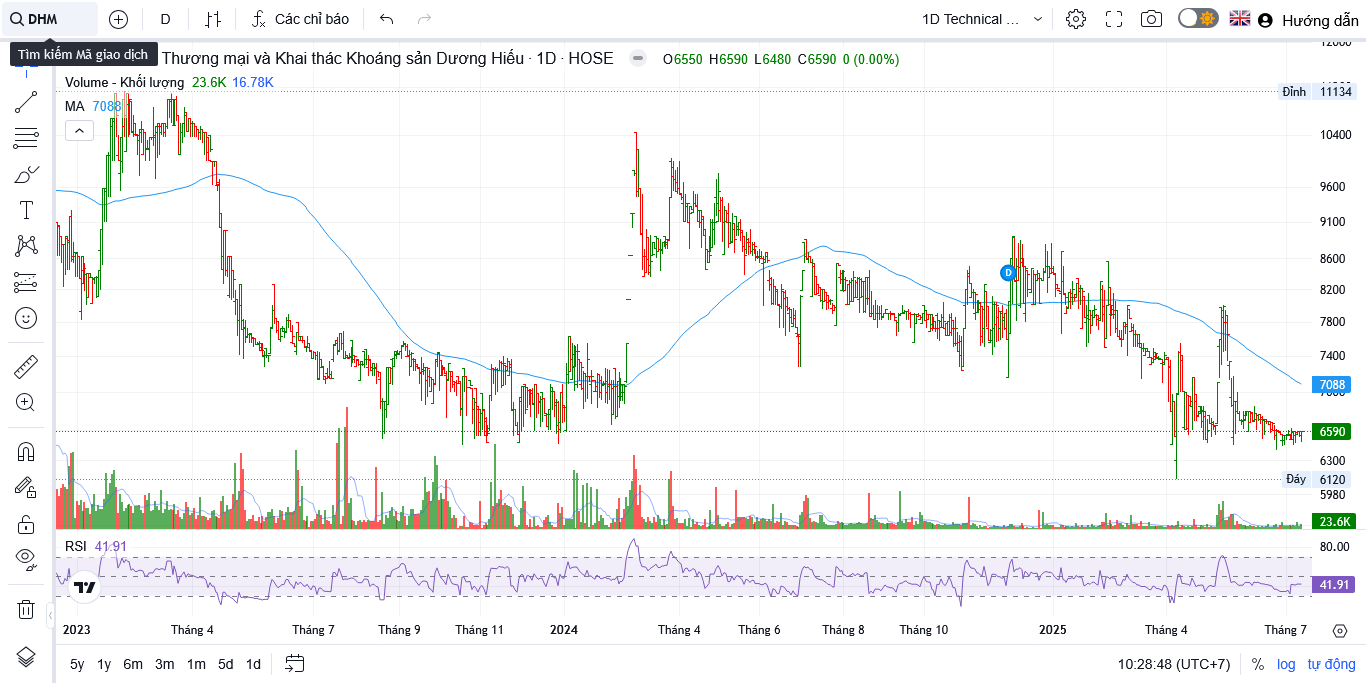 DHM
D
Các chỉ báo
1D Technical ...
Hướng dẫn
Tìm kiếm Mã giao dịch
Thương mại và Khai thác Khoáng sản Dương Hiếu · 1D · HOSE
O6550 H6590 L6480 C6590 0 (0.00%)
Volume - Khối lượng 23.6K 16.78K
MA 7088
12000
Đỉnh 11134
10400
9600
9100
8600
8200
7800
7400
7088
7000
6590
6300
Đáy 6120
5980
23.6K
D
RSI 41.91
80.00
41.91
2023 Tháng 4 Tháng 7 Tháng 9 Tháng 11 2024 Tháng 4 Tháng 6 Tháng 8 Tháng 10 2025 Tháng 4 Tháng 7
5y 1y 6m 3m 1m 5d 1d
10:28:48 (UTC+7) % log tự động